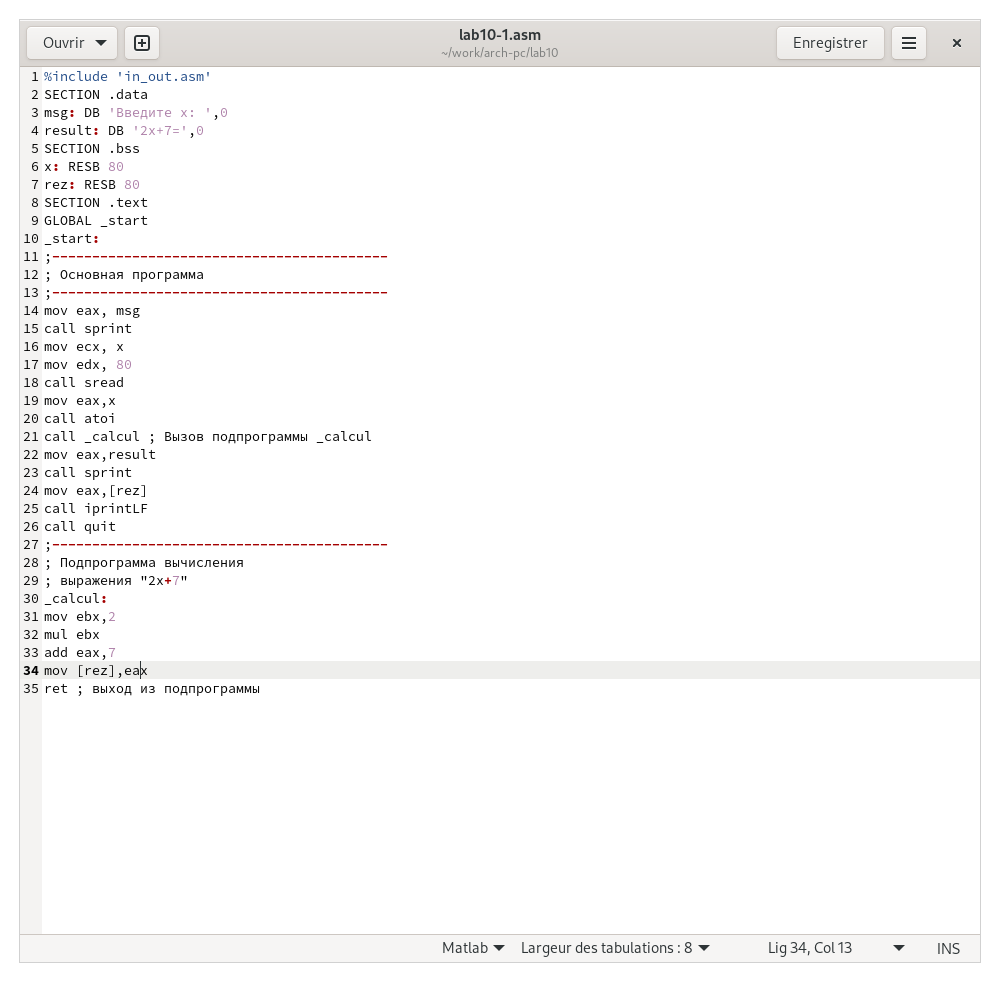 Ouvrir
lab10-1.asm
~/work/arch-pc/lab10
Enregistrer
1 %include 'in_out.asm'
2 SECTION .data
3 msg: DB 'Введите x: ',0
4 result: DB '2x+7=',0
5 SECTION .bss
6 x: RESB 80
7 rez: RESB 80
8 SECTION .text
9 GLOBAL _start
10 _start:
11 ;------------------------------------------
12 ; Основная программа
13 ;------------------------------------------
14 mov eax, msg
15 call sprint
16 mov ecx, x
17 mov edx, 80
18 call sread
19 mov eax,x
20 call atoi
21 call _calcul ; Вызов подпрограммы _calcul
22 mov eax,result
23 call sprint
24 mov eax,[rez]
25 call iprintLF
26 call quit
27 ;------------------------------------------
28 ; Подпрограмма вычисления
29 ; выражения "2x+7"
30 _calcul:
31 mov ebx,2
32 mul ebx
33 add eax,7
34 mov [rez],eax
35 ret ; выход из подпрограммы
Matlab Largeur des tabulations : 8 Lig 34, Col 13 INS